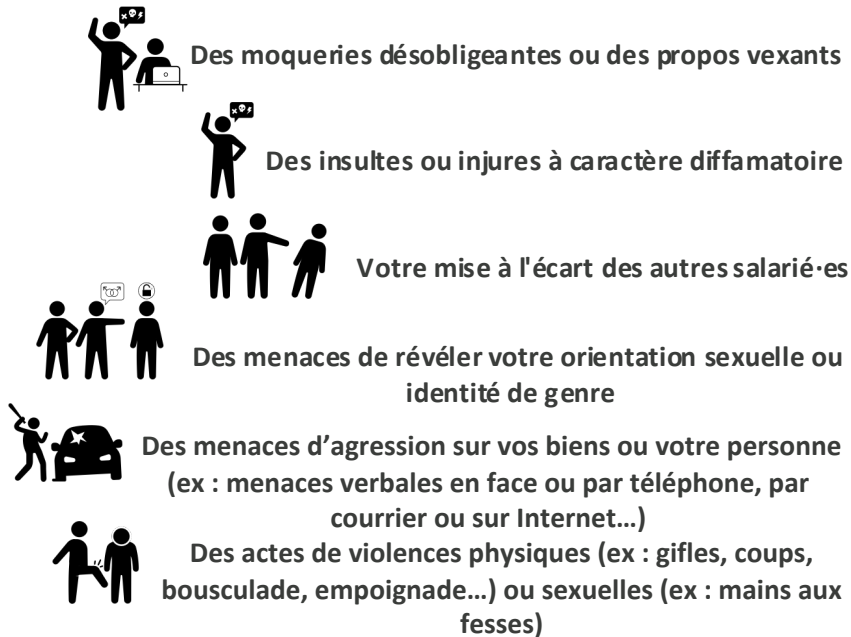 Des moqueries désobligeantes ou des propos vexants
Des insultes ou injures à caractère diffamatoire
Votre mise à l'écart des autres salarié·es
Des menaces de révéler votre orientation sexuelle ou
identité de genre
Des menaces d’agression sur vos biens ou votre personne
(ex : menaces verbales en face ou par téléphone, par
courrier ou sur Internet…)
Des actes de violences physiques (ex : gifles, coups,
bousculade, empoignade…) ou sexuelles (ex : mains aux
fesses)